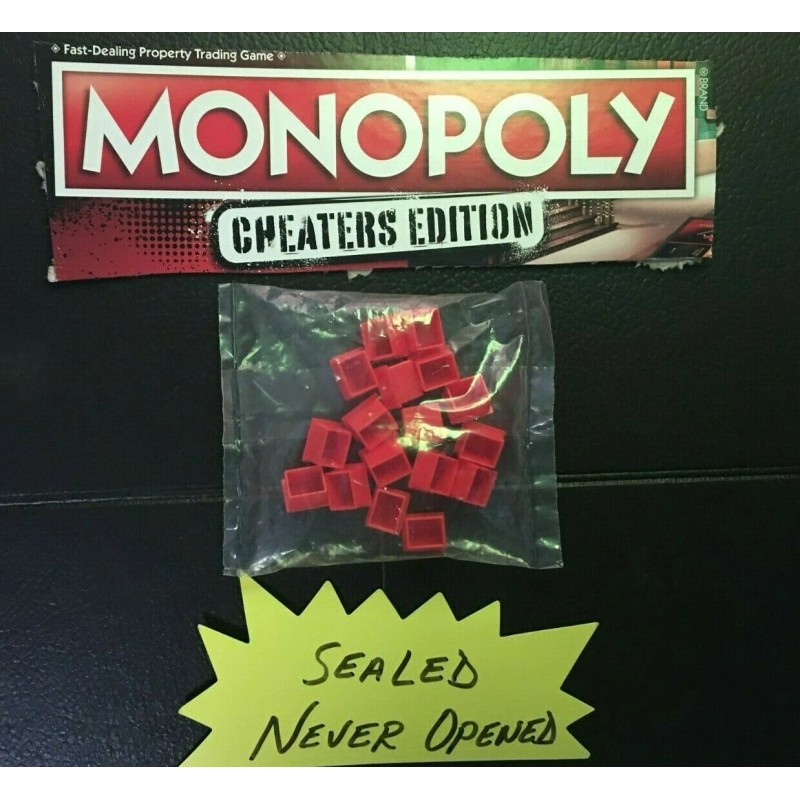 Fast-Dealing Property Trading Game
MONOPOLY
® BRAND
CHEATERS EDITION
SEALED
NEVER OPENED